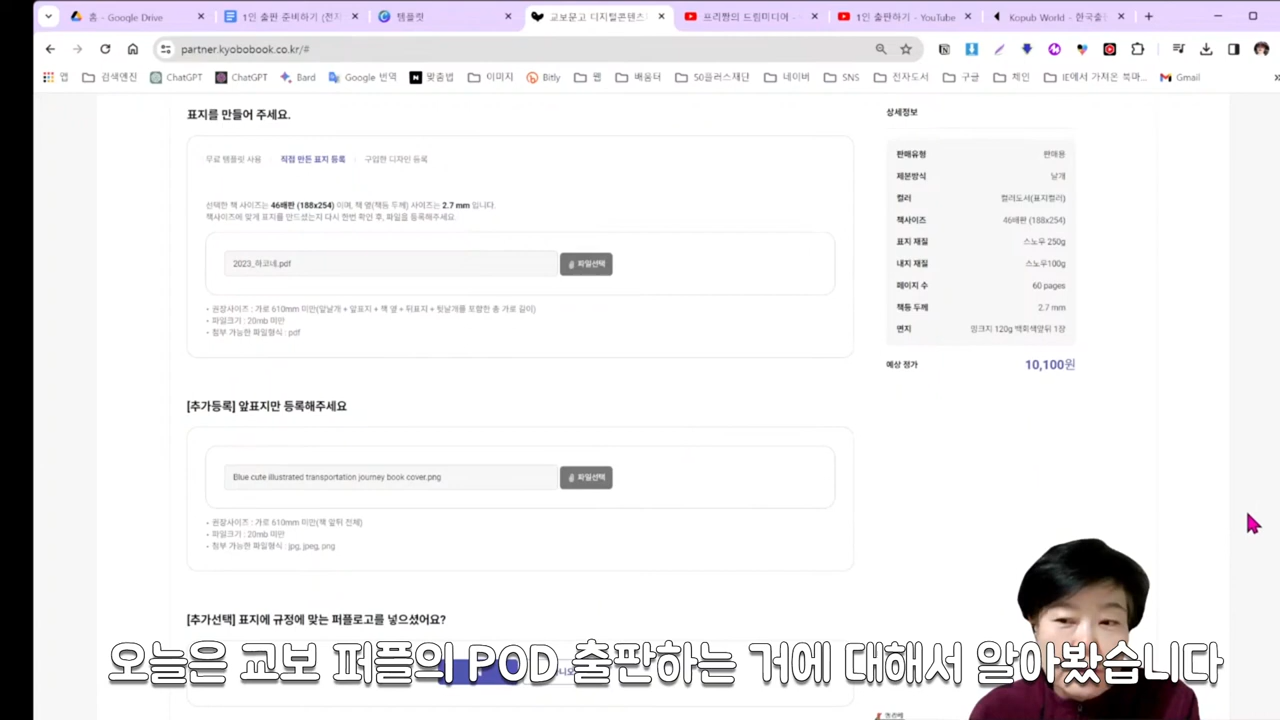 홈 - Google Drive
1인 출판 준비하기 (전자
템플릿
교보문고 디지털콘텐츠
프리짱의 드림미디어 -
1인 출판하기 - YouTube
Kopub World - 한국출판
partner.kyobobook.co.kr/#
앱
검색엔진
ChatGPT
ChatGPT
Bard
Google 번역
맞춤법
이미지
Bitly
웹
배움터
50플러스재단
네이버
SNS
전자도서
구글
체인
IE에서 가져온 북마...
Gmail
표지를 만들어 주세요.
무료 템플릿 사용
직접 만든 표지 등록
구입한 디자인 등록
선택한 책 사이즈는 46배판 (188x254) 이며, 책 옆(책등 두께) 사이즈는 2.7 mm 입니다.
책사이즈에 맞게 표지를 만드셨는지 다시 한번 확인 후, 파일을 등록해주세요.
2023_하코네.pdf
파일선택
• 권장사이즈 : 가로 610mm 미만(앞날개 + 앞표지 + 책 옆 + 뒤표지 + 뒷날개를 포함한 총 가로 길이)
• 파일크기 : 20mb 미만
• 첨부 가능한 파일형식 : pdf
[추가등록] 앞표지만 등록해주세요
Blue cute illustrated transportation journey book cover.png
파일선택
• 권장사이즈 : 가로 610mm 미만(책 앞뒤 전체)
• 파일크기 : 20mb 미만
• 첨부 가능한 파일형식 : jpg, jpeg, png
[추가선택] 표지에 규정에 맞는 퍼플로고를 넣으셨어요?
상세정보
판매유형 판매용
제본방식 날개
컬러 컬러도서(표지컬러)
책사이즈 46배판 (188x254)
표지 재질 스노우 250g
내지 재질 스노우100g
페이지 수 60 pages
책등 두께 2.7 mm
면지 밍크지 120g 백회색앞뒤 1장
예상 정가 10,100원
오늘은 교보 퍼플의 POD 출판하는 거에 대해서 알아봤습니다